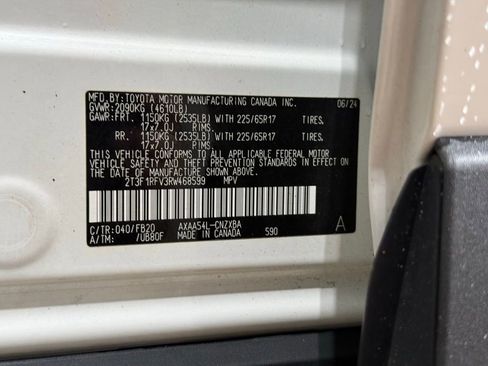 MFD.BY:TOYOTA MOTOR MANUFACTURING CANADA INC. 06/24
GVWR:2090KG (4610LB)
GAWR:FRT. 1150KG (2535LB) WITH 225/65R17 TIRES,
17x7.0J RIMS.
RR. 1150KG (2535LB) WITH 225/65R17 TIRES,
17x7.0J RIMS.
THIS VEHICLE CONFORMS TO ALL APPLICABLE FEDERAL MOTOR
VEHICLE SAFETY AND THEFT PREVENTION STANDARDS IN EFFECT ON
THE DATE OF MANUFACTURE SHOWN ABOVE.
2T3F1RFV3RW468599 MPV
C/TR:040/FB20 AXAA54L-CNZXBA
A/TM: /UB80F MADE IN CANADA 590 A